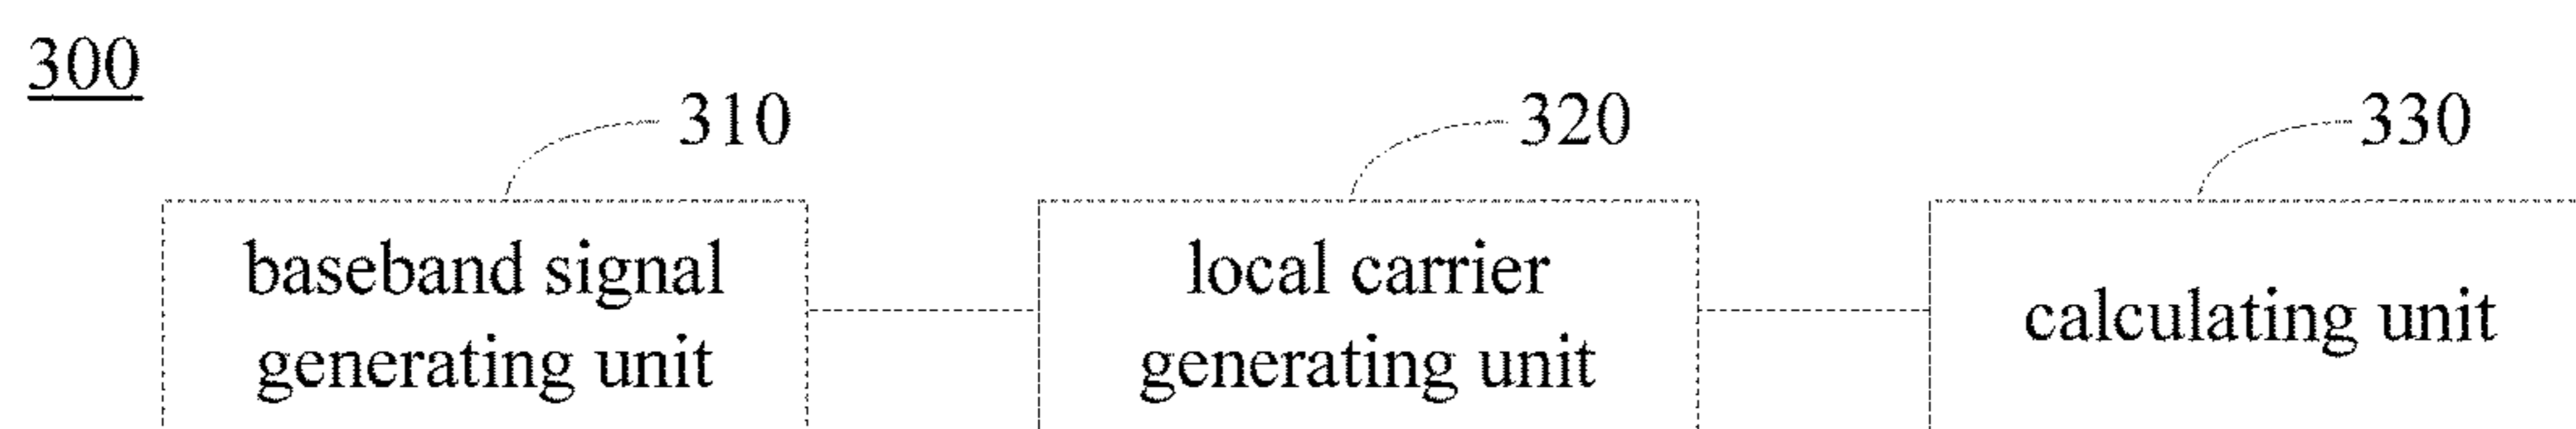 300
310
320
330
baseband signal
generating unit
local carrier
generating unit
calculating unit